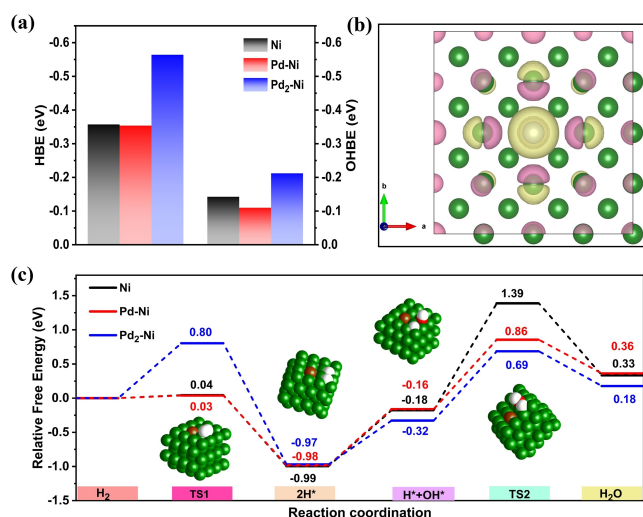 (a)
-0.6
-0.5
-0.4
-0.3
-0.2
-0.1
0.0
HBE (eV)
Ni
Pd-Ni
Pd₂-Ni
-0.6
-0.5
-0.4
-0.3
-0.2
-0.1
0.0
OHBE (eV)
(b)
b
a
(c)
1.5
1.0
0.5
0.0
-0.5
-1.0
-1.5
Relative Free Energy (eV)
Ni
Pd-Ni
Pd₂-Ni
0.80
0.04
0.03
-0.97
-0.98
-0.99
-0.16
-0.18
-0.32
1.39
0.86
0.69
0.36
0.33
0.18
H₂
TS1
2H*
H*+OH*
TS2
H₂O
Reaction coordination